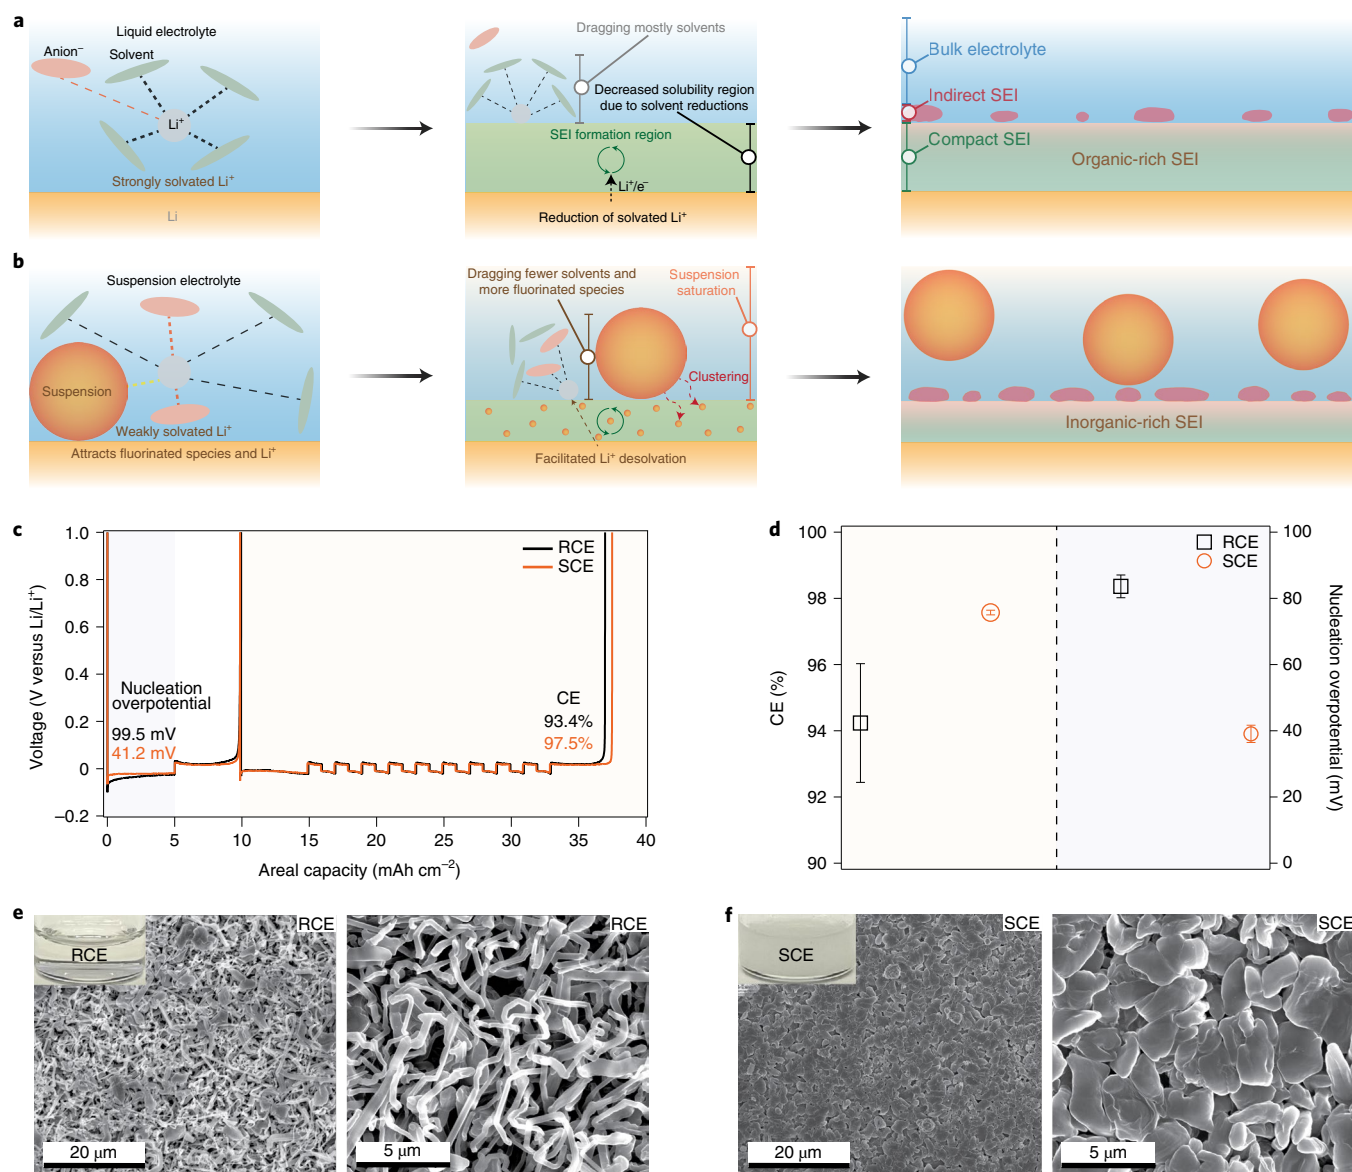 a
Liquid electrolyte
Anion⁻
Solvent
Li⁺
Strongly solvated Li⁺
Li
Dragging mostly solvents
Decreased solubility region
due to solvent reductions
SEI formation region
Li⁺/e⁻
Reduction of solvated Li⁺
Bulk electrolyte
Indirect SEI
Compact SEI
Organic-rich SEI
b
Suspension electrolyte
Suspension
Weakly solvated Li⁺
Attracts fluorinated species and Li⁺
Dragging fewer solvents and
more fluorinated species
Suspension
saturation
Clustering
Facilitated Li⁺ desolvation
Inorganic-rich SEI
c
Voltage (V versus Li/Li⁺)
1.0
0.8
0.6
0.4
0.2
0
–0.2
RCE
SCE
Nucleation
overpotential
99.5 mV
41.2 mV
CE
93.4%
97.5%
0 5 10 15 20 25 30 35 40
Areal capacity (mAh cm⁻²)
d
CE (%)
100
98
96
94
92
90
RCE
SCE
100
80
60
40
20
0
Nucleation overpotential (mV)
e
RCE
RCE
20 μm
RCE
5 μm
f
SCE
SCE
20 μm
SCE
5 μm